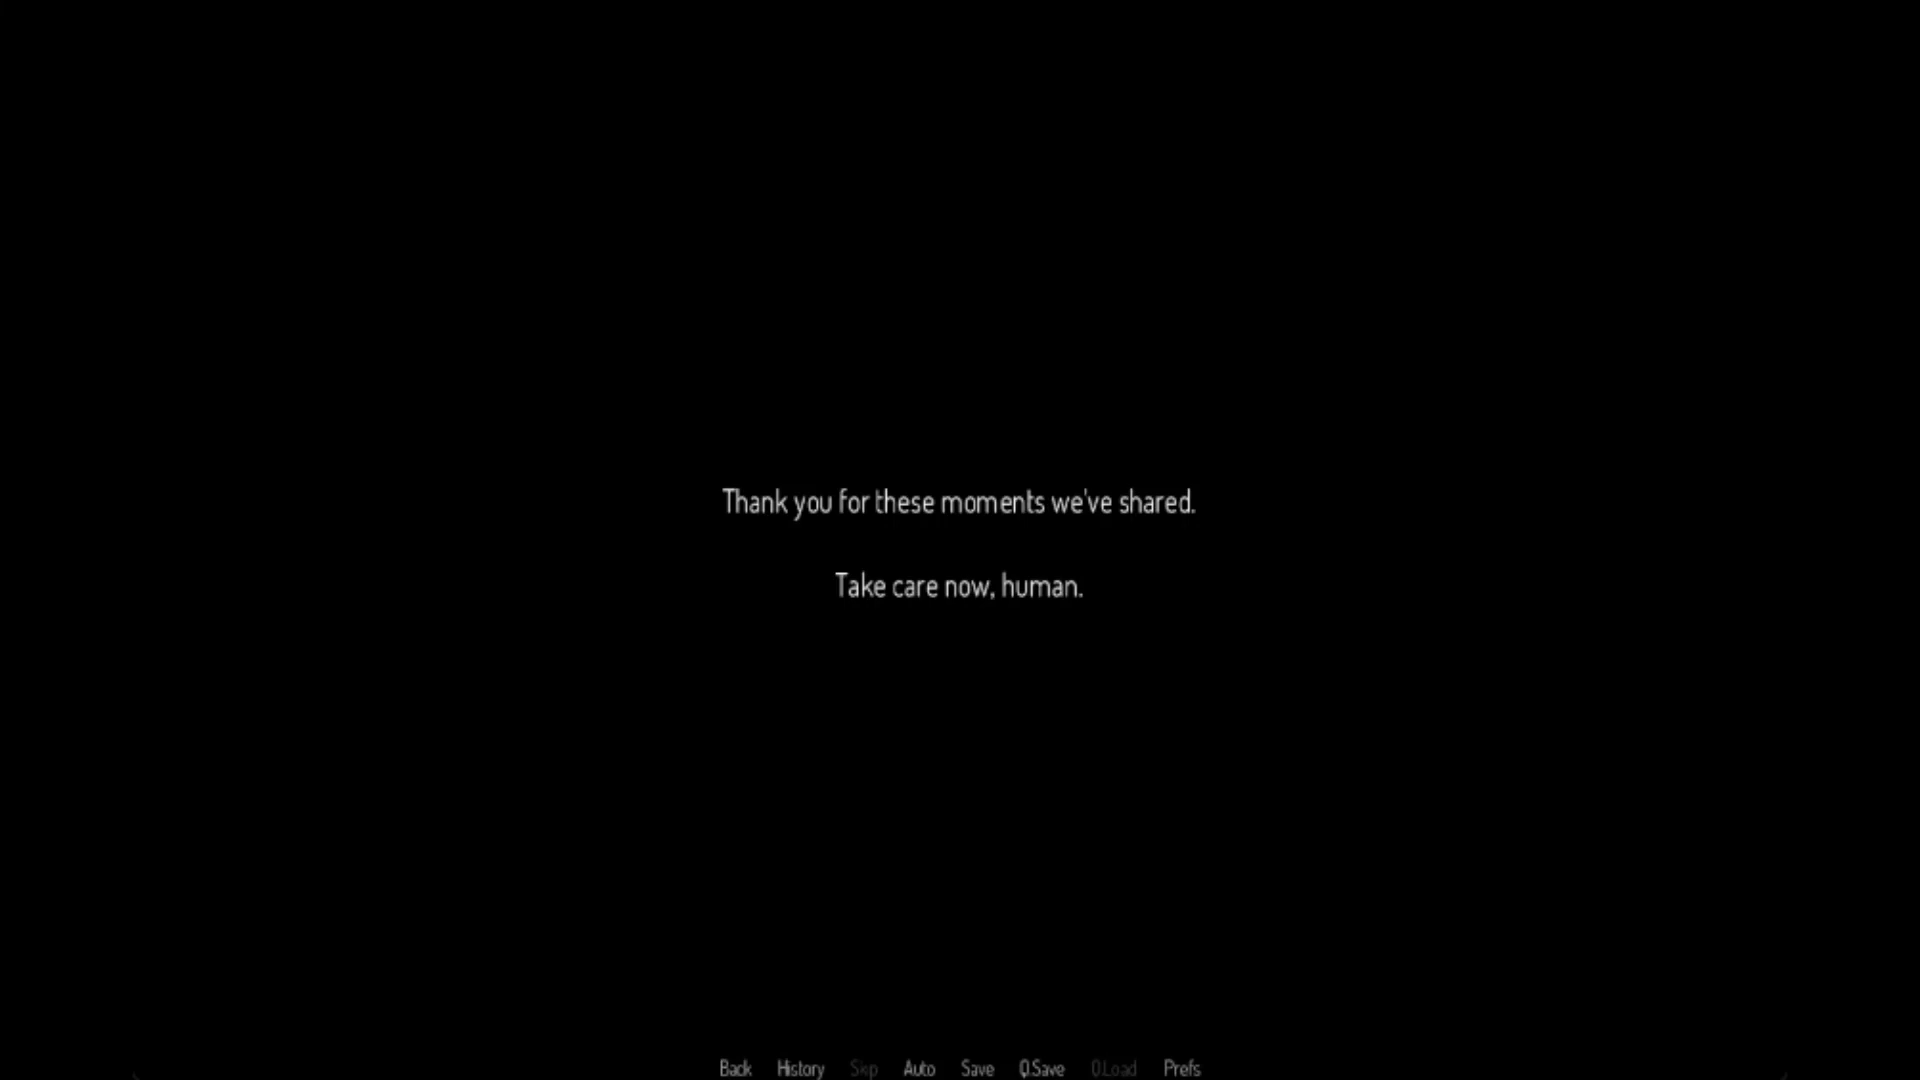 Thank you for these moments we've shared.
Take care now, human.
Back History Skip Auto Save Q.Save Q.Load Prefs